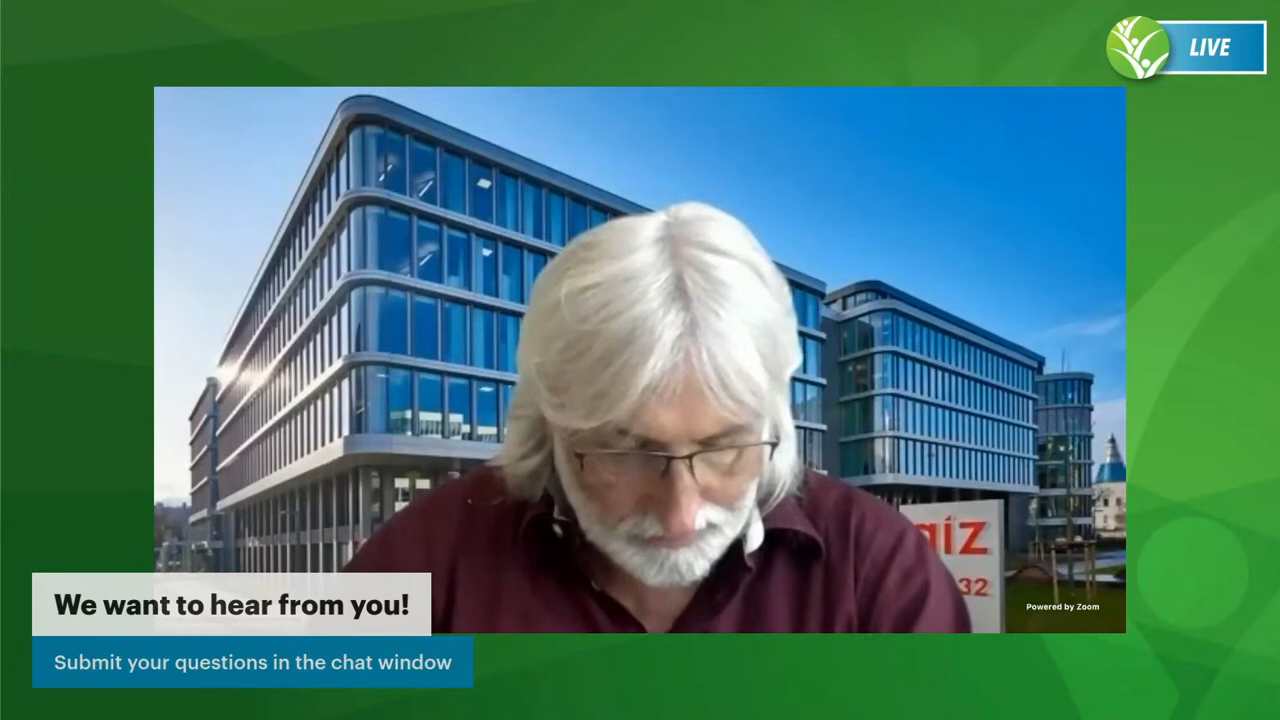 LIVE
giz
32
Powered by Zoom
We want to hear from you!
Submit your questions in the chat window